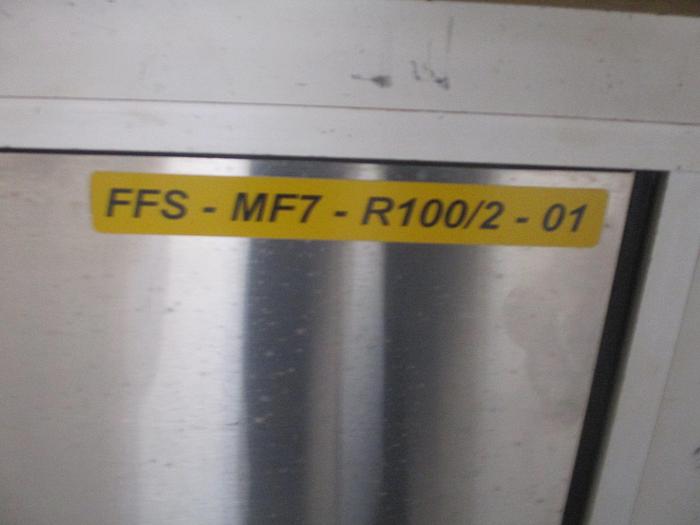 FFS - MF7 - R100/2 - 01